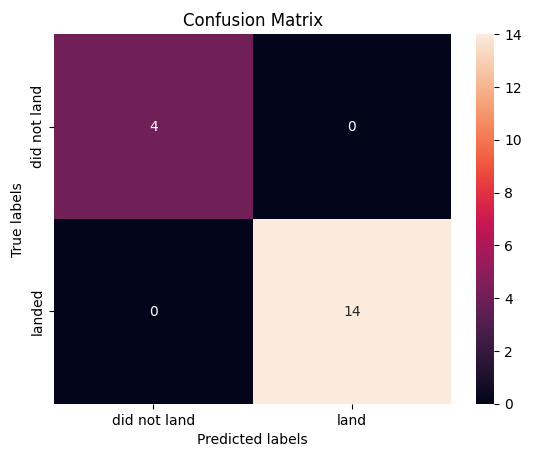 Confusion Matrix
True labels
did not land
landed
4
0
0
14
did not land
land
Predicted labels
14
12
10
8
6
4
2
0